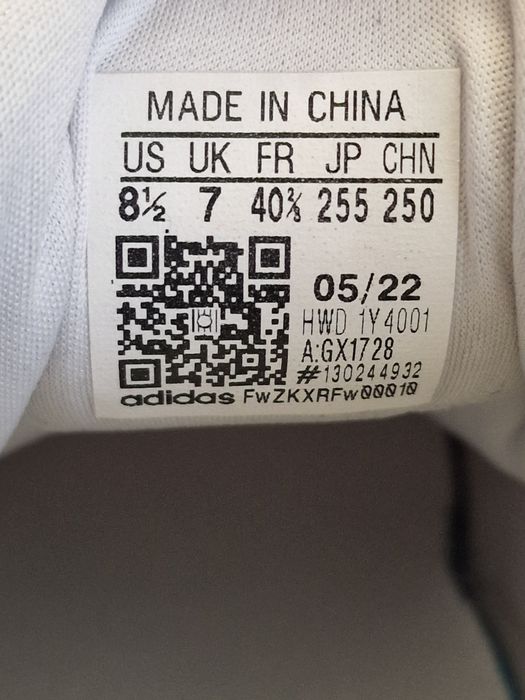 MADE IN CHINA
US UK FR JP CHN
8½ 7 40⅔ 255 250
05/22
HWD 1Y4001
A:GX1728
#130244932
adidas FwZKXRFw00010